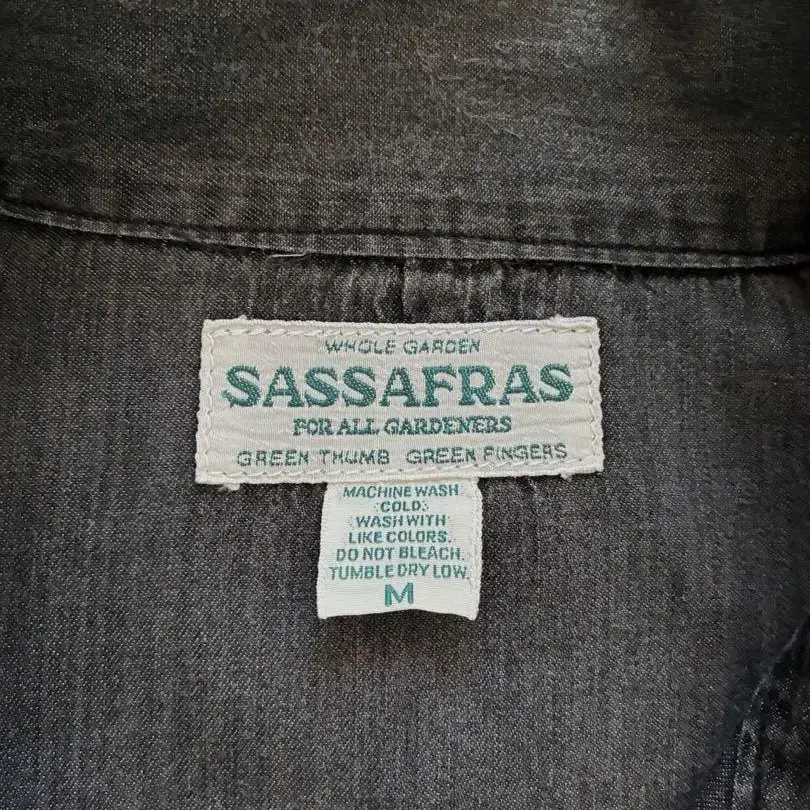 WHOLE GARDEN
SASSAFRAS
FOR ALL GARDENERS
GREEN THUMB GREEN FINGERS
MACHINE WASH
COLD.
WASH WITH
LIKE COLORS.
DO NOT BLEACH.
TUMBLE DRY LOW.
M